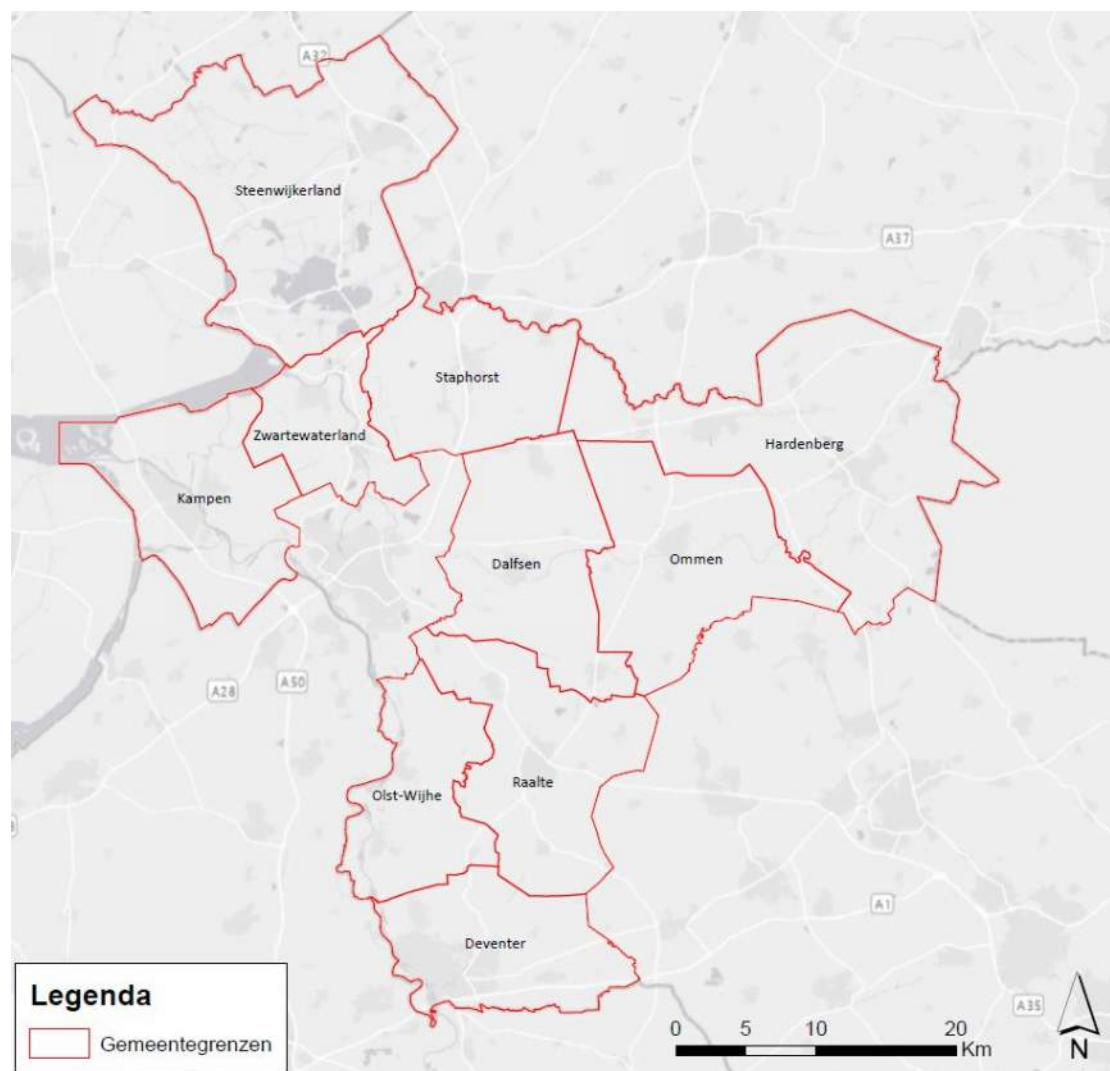 A32
Steenwijkerland
A37
Staphorst
Zwartewaterland
Hardenberg
Kampen
Dalfsen
Ommen
A28
A50
Olst-Wijhe
Raalte
A1
Deventer
Legenda
Gemeentegrenzen
0 5 10 20
Km
A35
N